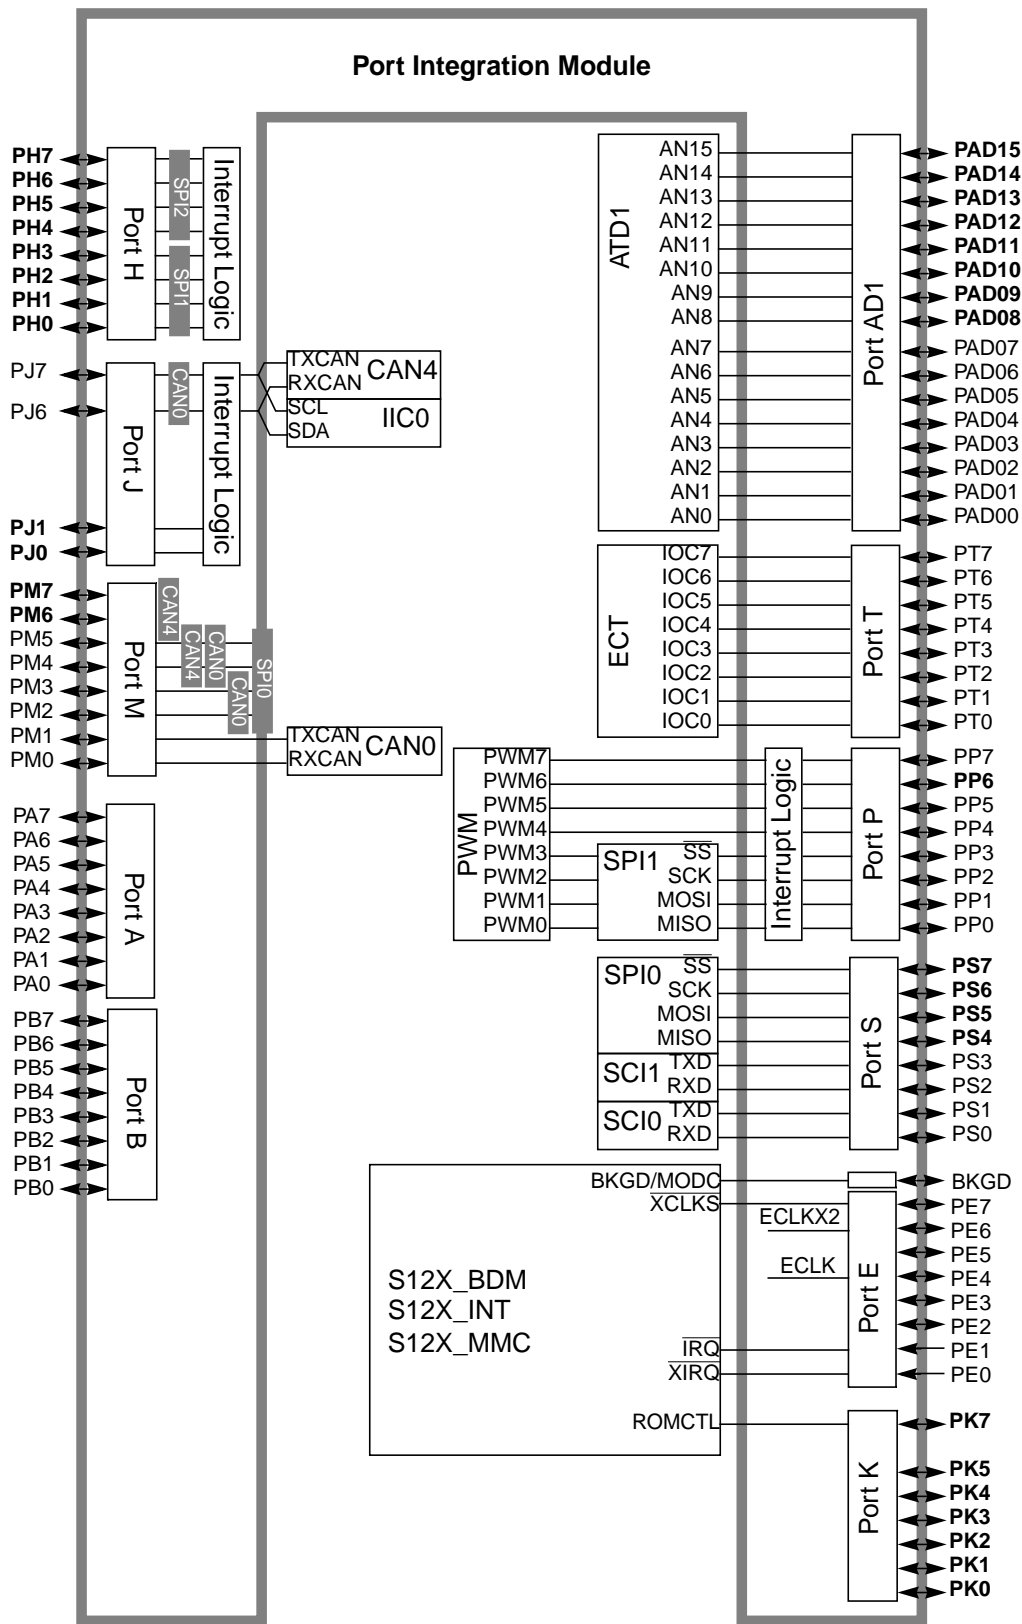 Port Integration Module
PH7
PH6
PH5
PH4
PH3
PH2
PH1
PH0
Port H
SPI2
SPI1
Interrupt Logic
PJ7
PJ6
PJ1
PJ0
Port J
CAN0
Interrupt Logic
TXCAN
RXCAN
CAN4
SCL
SDA
IIC0
PM7
PM6
PM5
PM4
PM3
PM2
PM1
PM0
Port M
CAN4
CAN4
CAN0
CAN0
SPI0
TXCAN
RXCAN
CAN0
PA7
PA6
PA5
PA4
PA3
PA2
PA1
PA0
Port A
PB7
PB6
PB5
PB4
PB3
PB2
PB1
PB0
Port B
ATD1
AN15
AN14
AN13
AN12
AN11
AN10
AN9
AN8
AN7
AN6
AN5
AN4
AN3
AN2
AN1
AN0
Port AD1
PAD15
PAD14
PAD13
PAD12
PAD11
PAD10
PAD09
PAD08
PAD07
PAD06
PAD05
PAD04
PAD03
PAD02
PAD01
PAD00
ECT
IOC7
IOC6
IOC5
IOC4
IOC3
IOC2
IOC1
IOC0
Port T
PT7
PT6
PT5
PT4
PT3
PT2
PT1
PT0
PWM
PWM7
PWM6
PWM5
PWM4
PWM3
PWM2
PWM1
PWM0
SPI1
SS
SCK
MOSI
MISO
Interrupt Logic
Port P
PP7
PP6
PP5
PP4
PP3
PP2
PP1
PP0
SPI0
SS
SCK
MOSI
MISO
SCI1
TXD
RXD
SCI0
TXD
RXD
Port S
PS7
PS6
PS5
PS4
PS3
PS2
PS1
PS0
S12X_BDM
S12X_INT
S12X_MMC
BKGD/MODC
XCLKS
ECLKX2
ECLK
IRQ
XIRQ
ROMCTL
BKGD
Port E
PE7
PE6
PE5
PE4
PE3
PE2
PE1
PE0
Port K
PK7
PK5
PK4
PK3
PK2
PK1
PK0